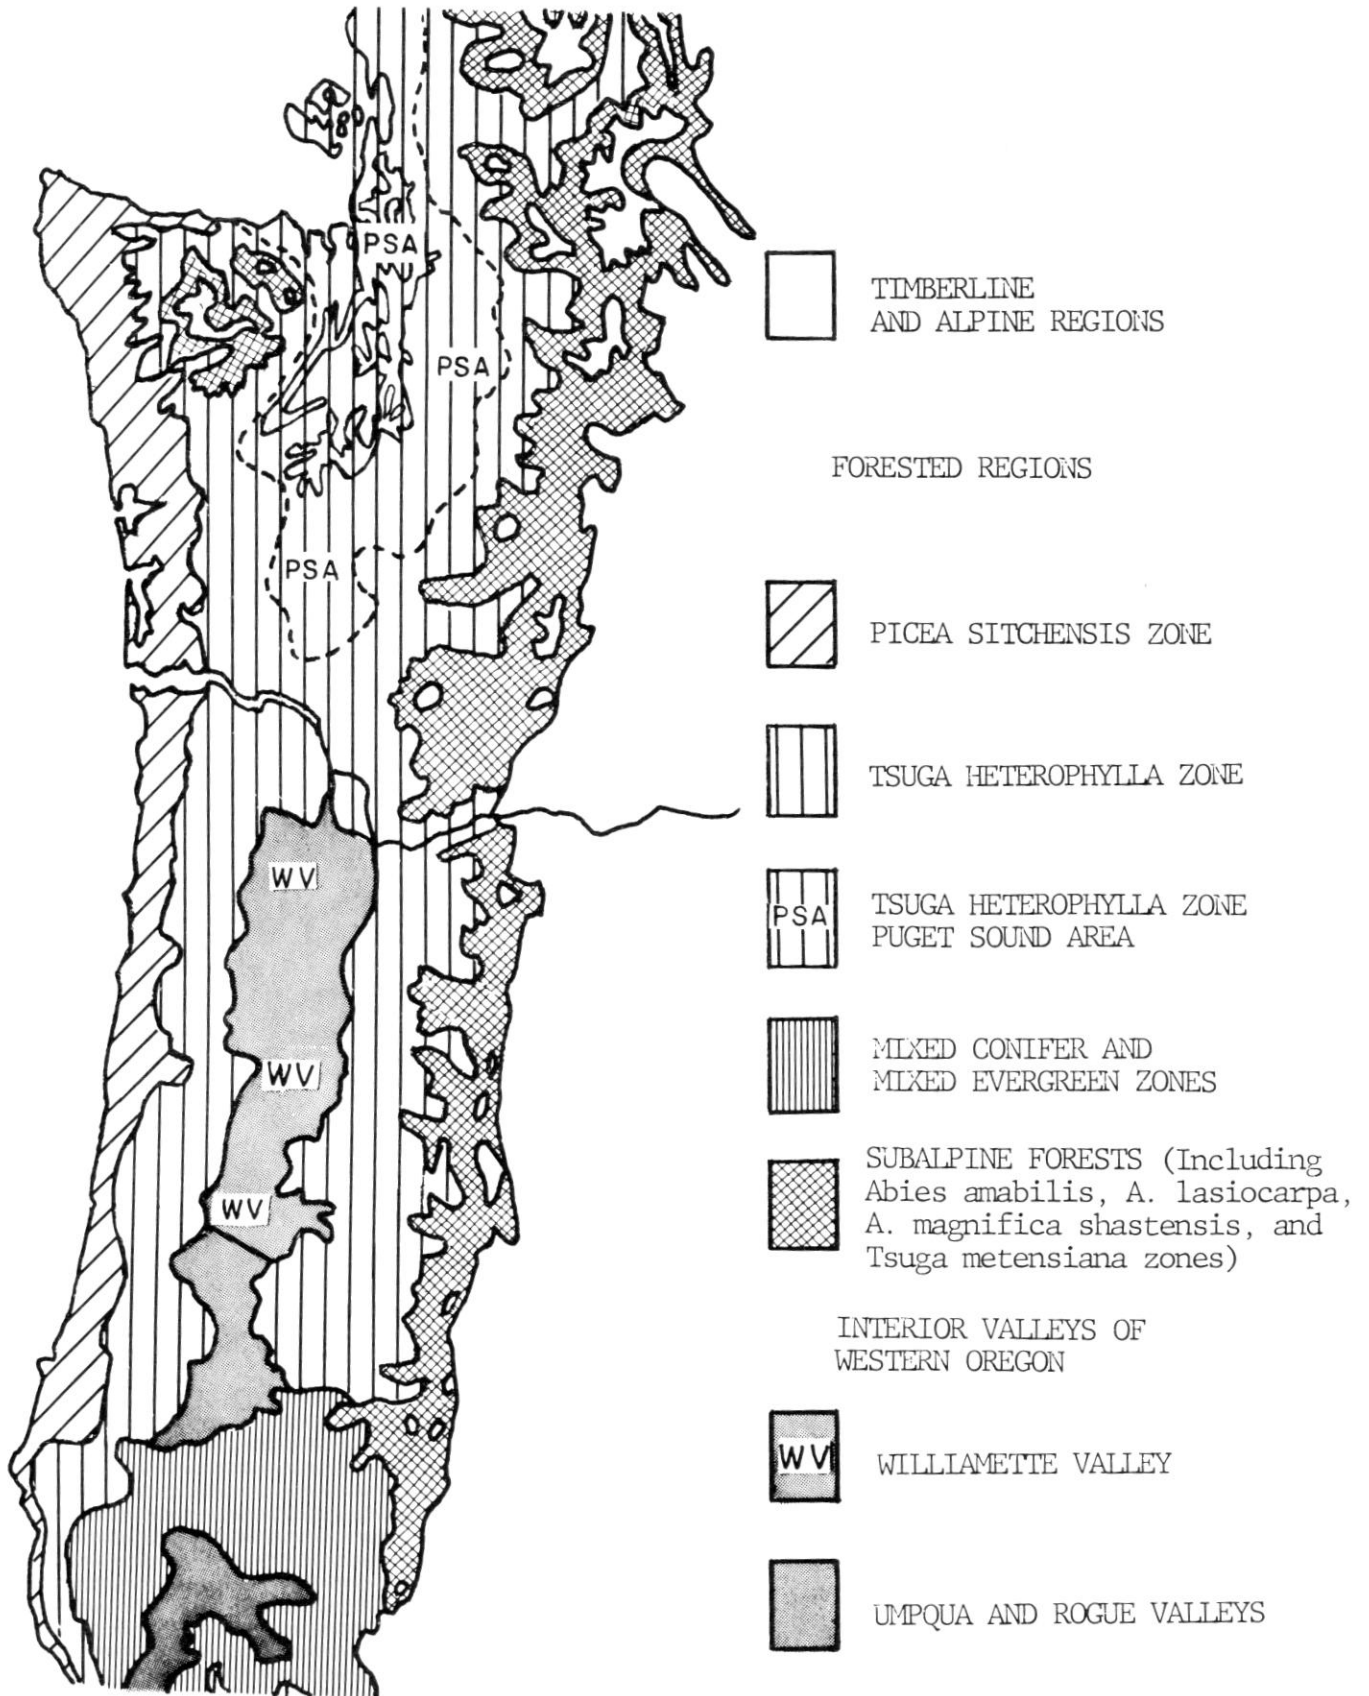 PSA
PSA
PSA
WV
WV
WV
TIMBERLINE
AND ALPINE REGIONS
FORESTED REGIONS
PICEA SITCHENSIS ZONE
TSUGA HETEROPHYLLA ZONE
PSA
TSUGA HETEROPHYLLA ZONE
PUGET SOUND AREA
MIXED CONIFER AND
MIXED EVERGREEN ZONES
SUBALPINE FORESTS (Including
Abies amabilis, A. lasiocarpa,
A. magnifica shastensis, and
Tsuga metensiana zones)
INTERIOR VALLEYS OF
WESTERN OREGON
WV
WILLIAMETTE VALLEY
UMPQUA AND ROGUE VALLEYS